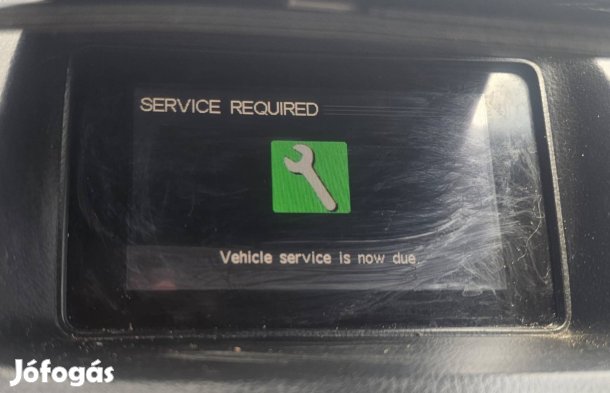 SERVICE REQUIRED
Vehicle service is now due.
Jófogás